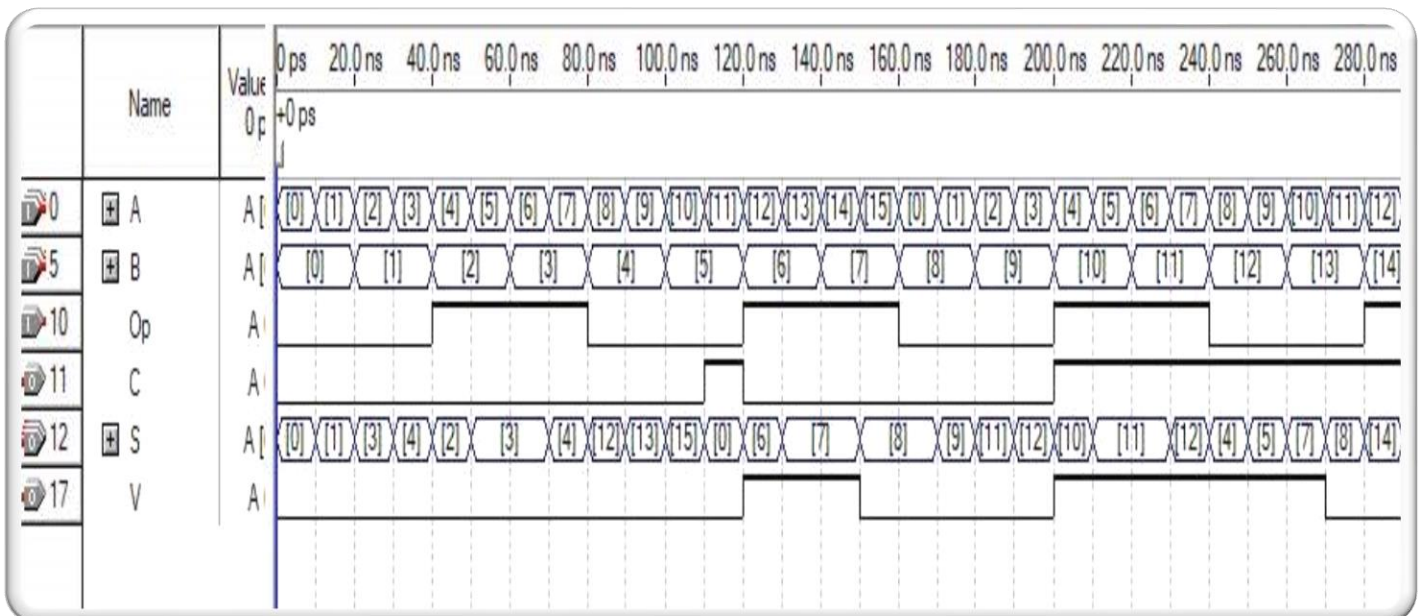 Name
Value
0 p
0 ps 20.0 ns 40.0 ns 60.0 ns 80.0 ns 100.0 ns 120.0 ns 140.0 ns 160.0 ns 180.0 ns 200.0 ns 220.0 ns 240.0 ns 260.0 ns 280.0 ns
+0 ps
0 A A [ [0] [1] [2] [3] [4] [5] [6] [7] [8] [9] [10] [11] [12] [13] [14] [15] [0] [1] [2] [3] [4] [5] [6] [7] [8] [9] [10] [11] [12]
5 B A [ [0] [1] [2] [3] [4] [5] [6] [7] [8] [9] [10] [11] [12] [13] [14]
10 Op A
11 C A
12 S A [ [0] [1] [3] [4] [2] [3] [4] [12] [13] [15] [0] [6] [7] [8] [9] [11] [12] [10] [11] [12] [4] [5] [7] [8] [14]
17 V A